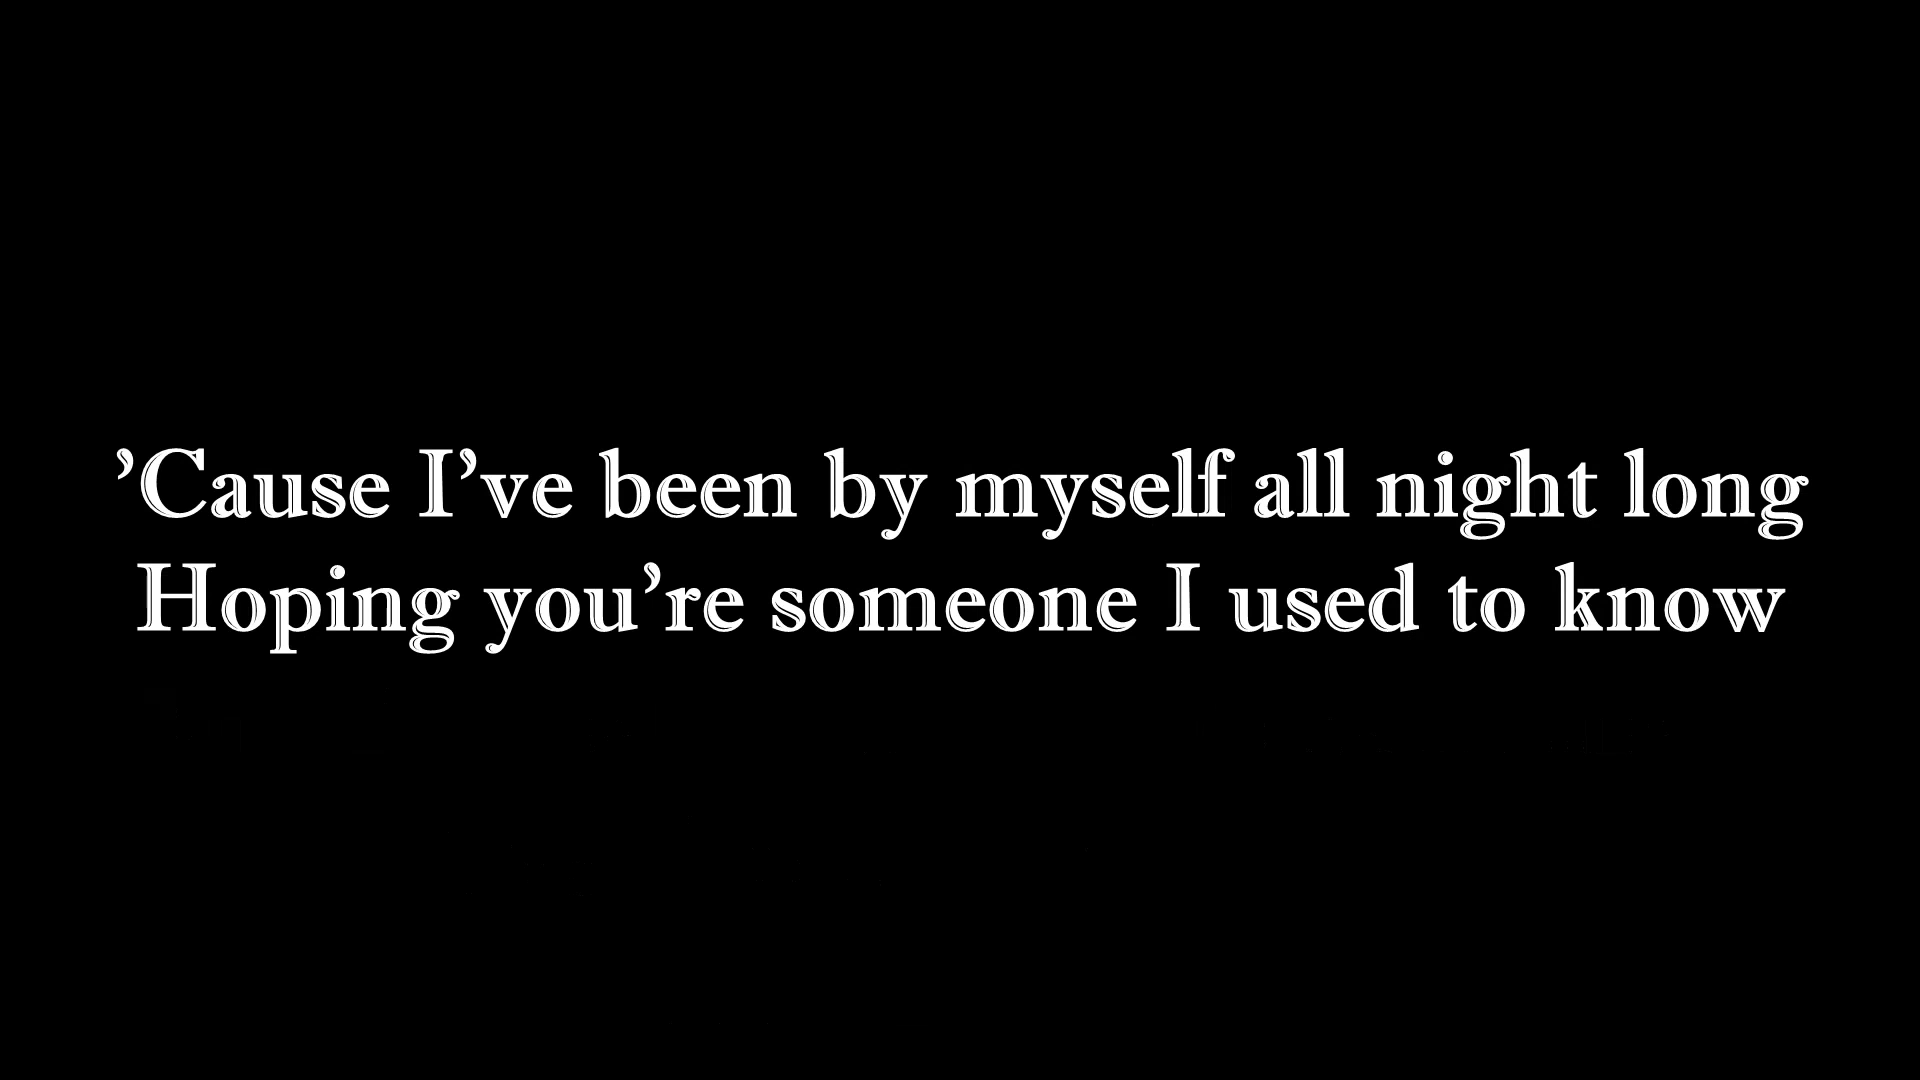 ’Cause I’ve been by myself all night long
Hoping you’re someone I used to know